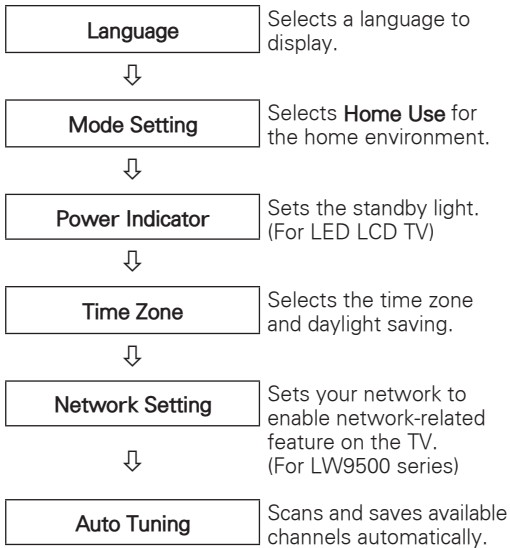 Language
Selects a language to
display.
Mode Setting
Selects Home Use for
the home environment.
Power Indicator
Sets the standby light.
(For LED LCD TV)
Time Zone
Selects the time zone
and daylight saving.
Network Setting
Sets your network to
enable network-related
feature on the TV.
(For LW9500 series)
Auto Tuning
Scans and saves available
channels automatically.